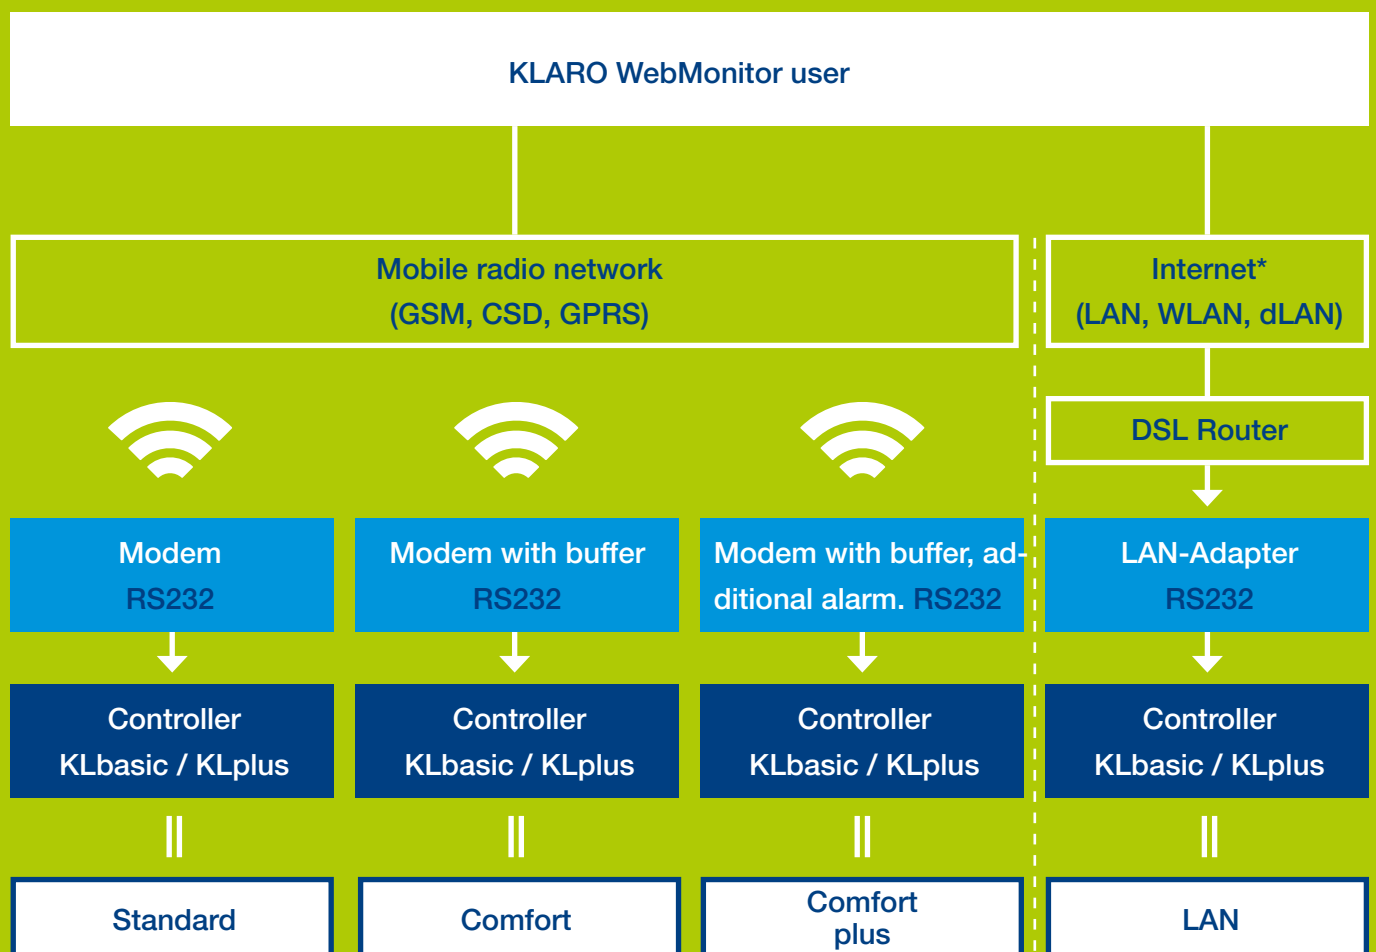 KLARO WebMonitor user
Mobile radio network
(GSM, CSD, GPRS)
Internet*
(LAN, WLAN, dLAN)
DSL Router
Modem
RS232
Modem with buffer
RS232
Modem with buffer, ad-
ditional alarm. RS232
LAN-Adapter
RS232
Controller
KLbasic / KLplus
Controller
KLbasic / KLplus
Controller
KLbasic / KLplus
Controller
KLbasic / KLplus
Standard
Comfort
Comfort
plus
LAN